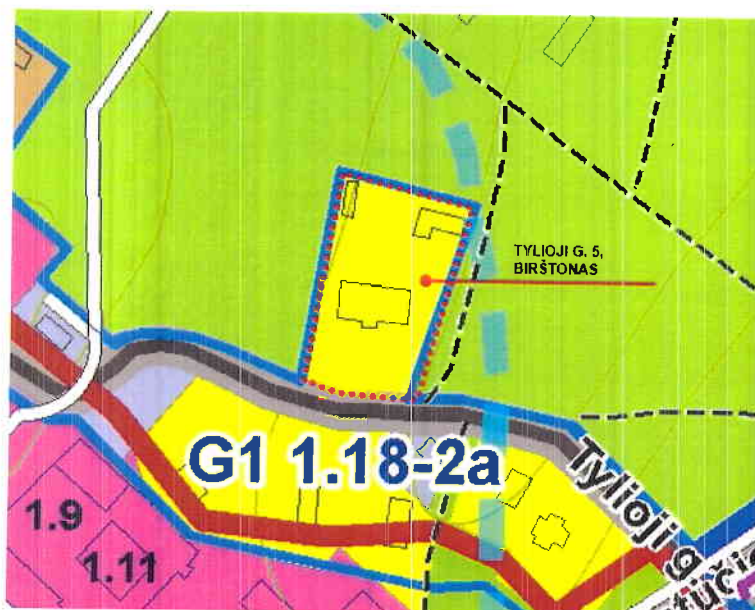 TYLIOJI G. 5,
BIRŠTONAS
G1 1.18-2a
1.9
1.11
Tylioji g.